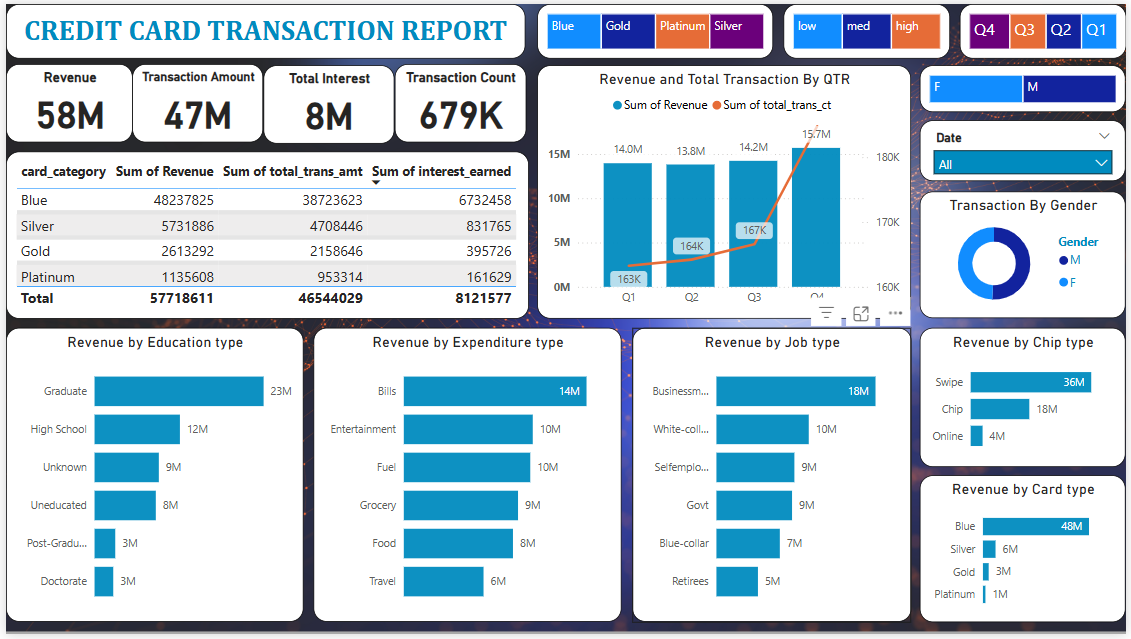 CREDIT CARD TRANSACTION REPORT
Blue Gold Platinum Silver
low med high
Q4 Q3 Q2 Q1
Revenue
58M
Transaction Amount
47M
Total Interest
8M
Transaction Count
679K
card_category Sum of Revenue Sum of total_trans_amt Sum of interest_earned
Blue 48237825 38723623 6732458
Silver 5731886 4708446 831765
Gold 2613292 2158646 395726
Platinum 1135608 953314 161629
Total 57718611 46544029 8121577
Revenue and Total Transaction By QTR
Sum of Revenue Sum of total_trans_ct
15M 10M 5M 0M
14.0M 13.8M 14.2M 15.7M
163K 164K 167K
180K 170K 160K
Q1 Q2 Q3 Q4
F M
Date
All
Transaction By Gender
Gender
M
F
Revenue by Education type
Graduate 23M
High School 12M
Unknown 9M
Uneducated 8M
Post-Gradu... 3M
Doctorate 3M
Revenue by Expenditure type
Bills 14M
Entertainment 10M
Fuel 10M
Grocery 9M
Food 8M
Travel 6M
Revenue by Job type
Businessm... 18M
White-coll... 10M
Selfemplo... 9M
Govt 9M
Blue-collar 7M
Retirees 5M
Revenue by Chip type
Swipe 36M
Chip 18M
Online 4M
Revenue by Card type
Blue 48M
Silver 6M
Gold 3M
Platinum 1M